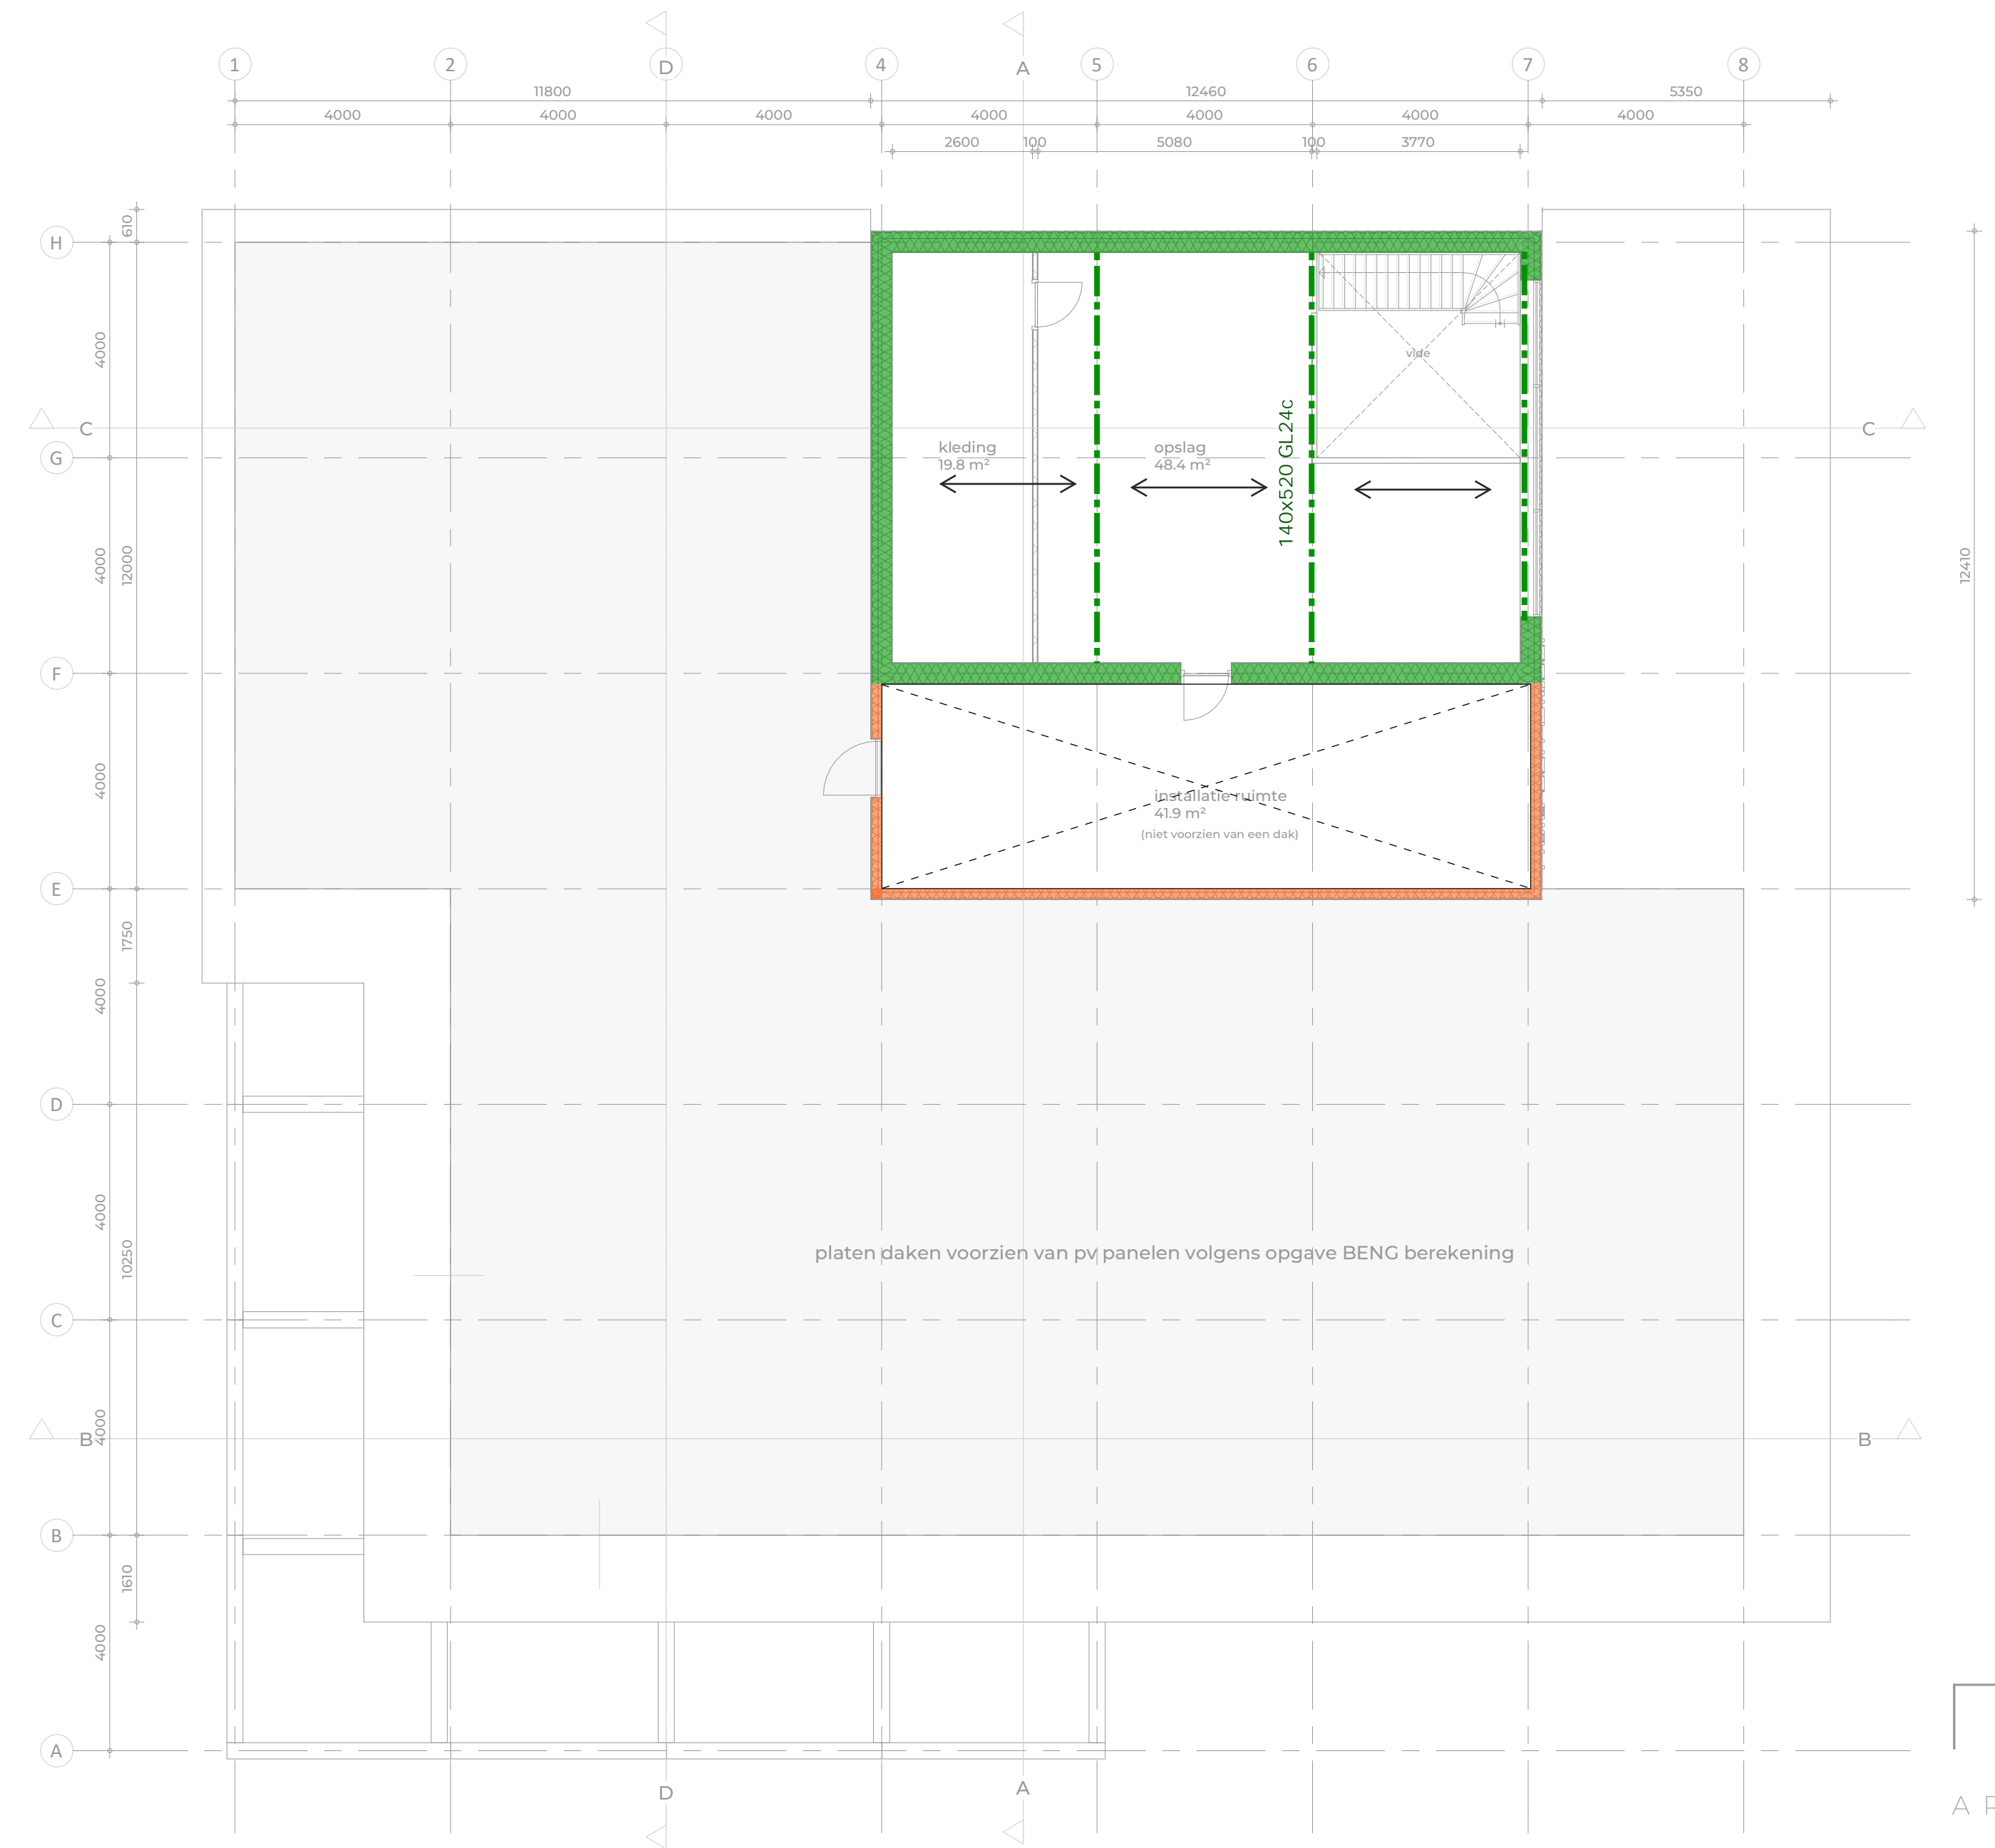 1
2
D
4
A
5
6
7
8
11800
12460
5350
4000
4000
4000
4000
4000
4000
4000
2600
100
5080
100
3770
610
H
4000
vide
C
C
G
kleding
19.8 m²
opslag
48.4 m²
140x520 GL24c
4000
12000
12410
F
4000
installatie ruimte
41.9 m²
(niet voorzien van een dak)
E
1750
4000
D
4000
10250
platen daken voorzien van pv panelen volgens opgave BENG berekening
C
4000
B
B
B
1610
4000
A
D
A
A